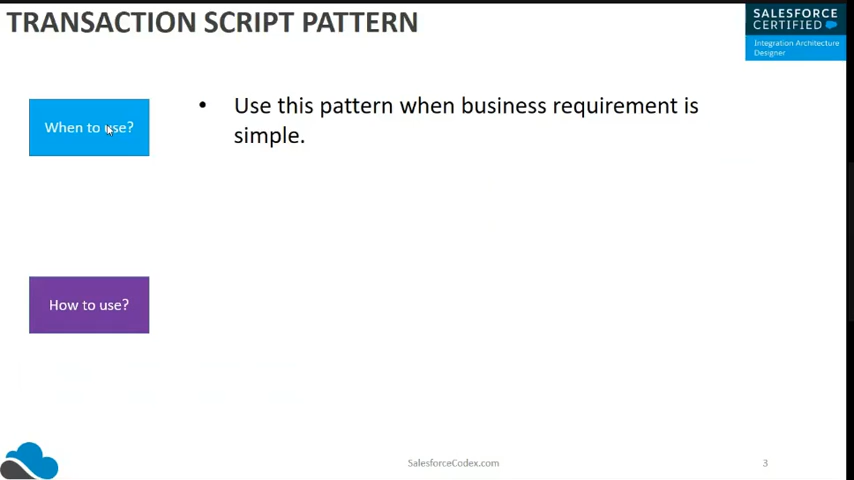 TRANSACTION SCRIPT PATTERN
SALESFORCE
CERTIFIED
Integration Architecture
Designer
When to use?
• Use this pattern when business requirement is
simple.
How to use?
SalesforceCodex.com
3